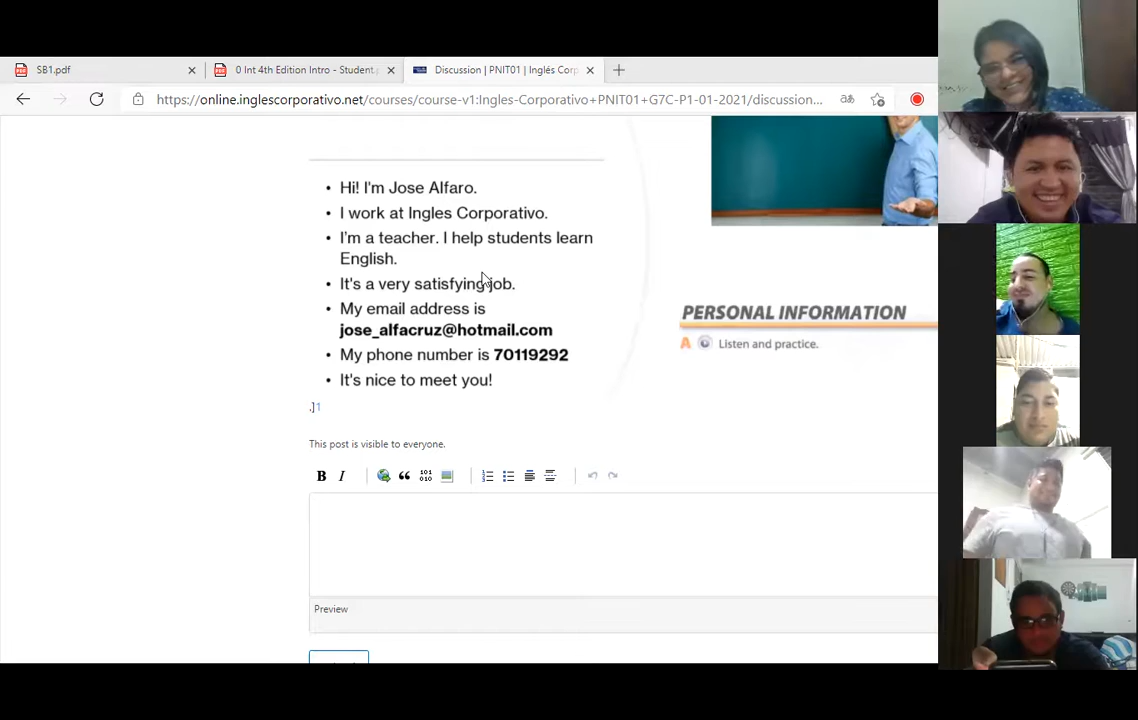 SB1.pdf
0 Int 4th Edition Intro - Student.p
Discussion | PNIT01 | Inglés Corp
https://online.inglescorporativo.net/courses/course-v1:Ingles-Corporativo+PNIT01+G7C-P1-01-2021/discussion...
• Hi! I'm Jose Alfaro.
• I work at Ingles Corporativo.
• I'm a teacher. I help students learn
English.
• It's a very satisfying job.
• My email address is
jose_alfacruz@hotmail.com
• My phone number is 70119292
• It's nice to meet you!
.]1
PERSONAL INFORMATION
A Listen and practice.
This post is visible to everyone.
B I
Preview